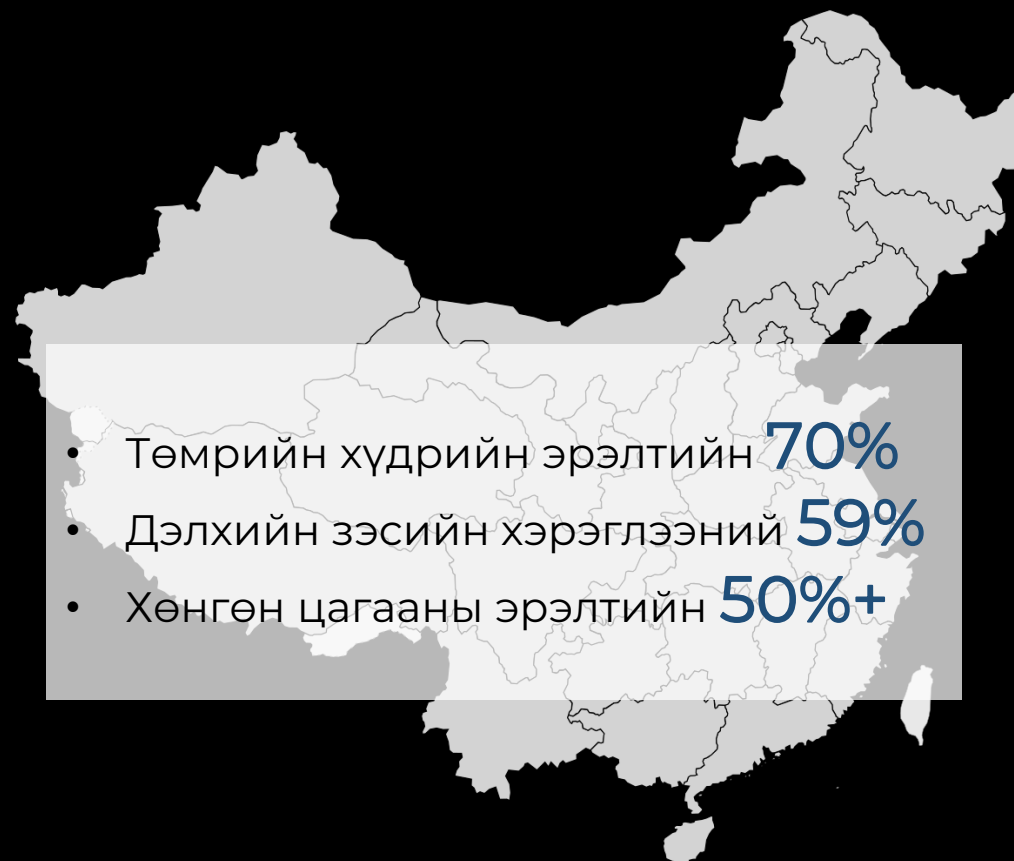 • Төмрийн хүдрийн эрэлтийн 70%
• Дэлхийн зэсийн хэрэглээний 59%
• Хөнгөн цагааны эрэлтийн 50%+